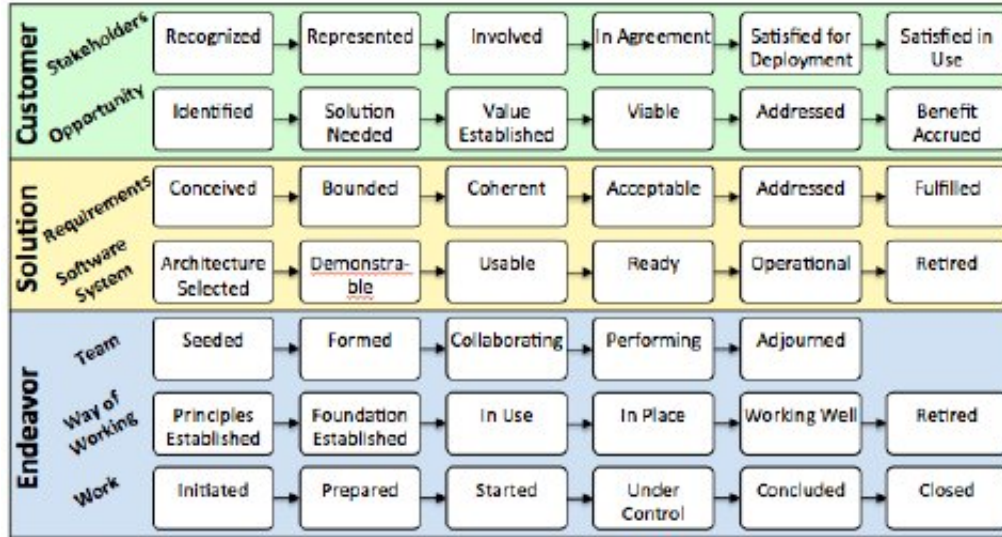 Customer
Stakeholders
Recognized
Represented
Involved
In Agreement
Satisfied for
Deployment
Satisfied in
Use
Opportunity
Identified
Solution
Needed
Value
Established
Viable
Addressed
Benefit
Accrued
Solution
Requirements
Conceived
Bounded
Coherent
Acceptable
Addressed
Fulfilled
Software
System
Architecture
Selected
Demonstra-
ble
Usable
Ready
Operational
Retired
Endeavor
Team
Seeded
Formed
Collaborating
Performing
Adjourned
Way of
Working
Principles
Established
Foundation
Established
In Use
In Place
Working Well
Retired
Work
Initiated
Prepared
Started
Under
Control
Concluded
Closed